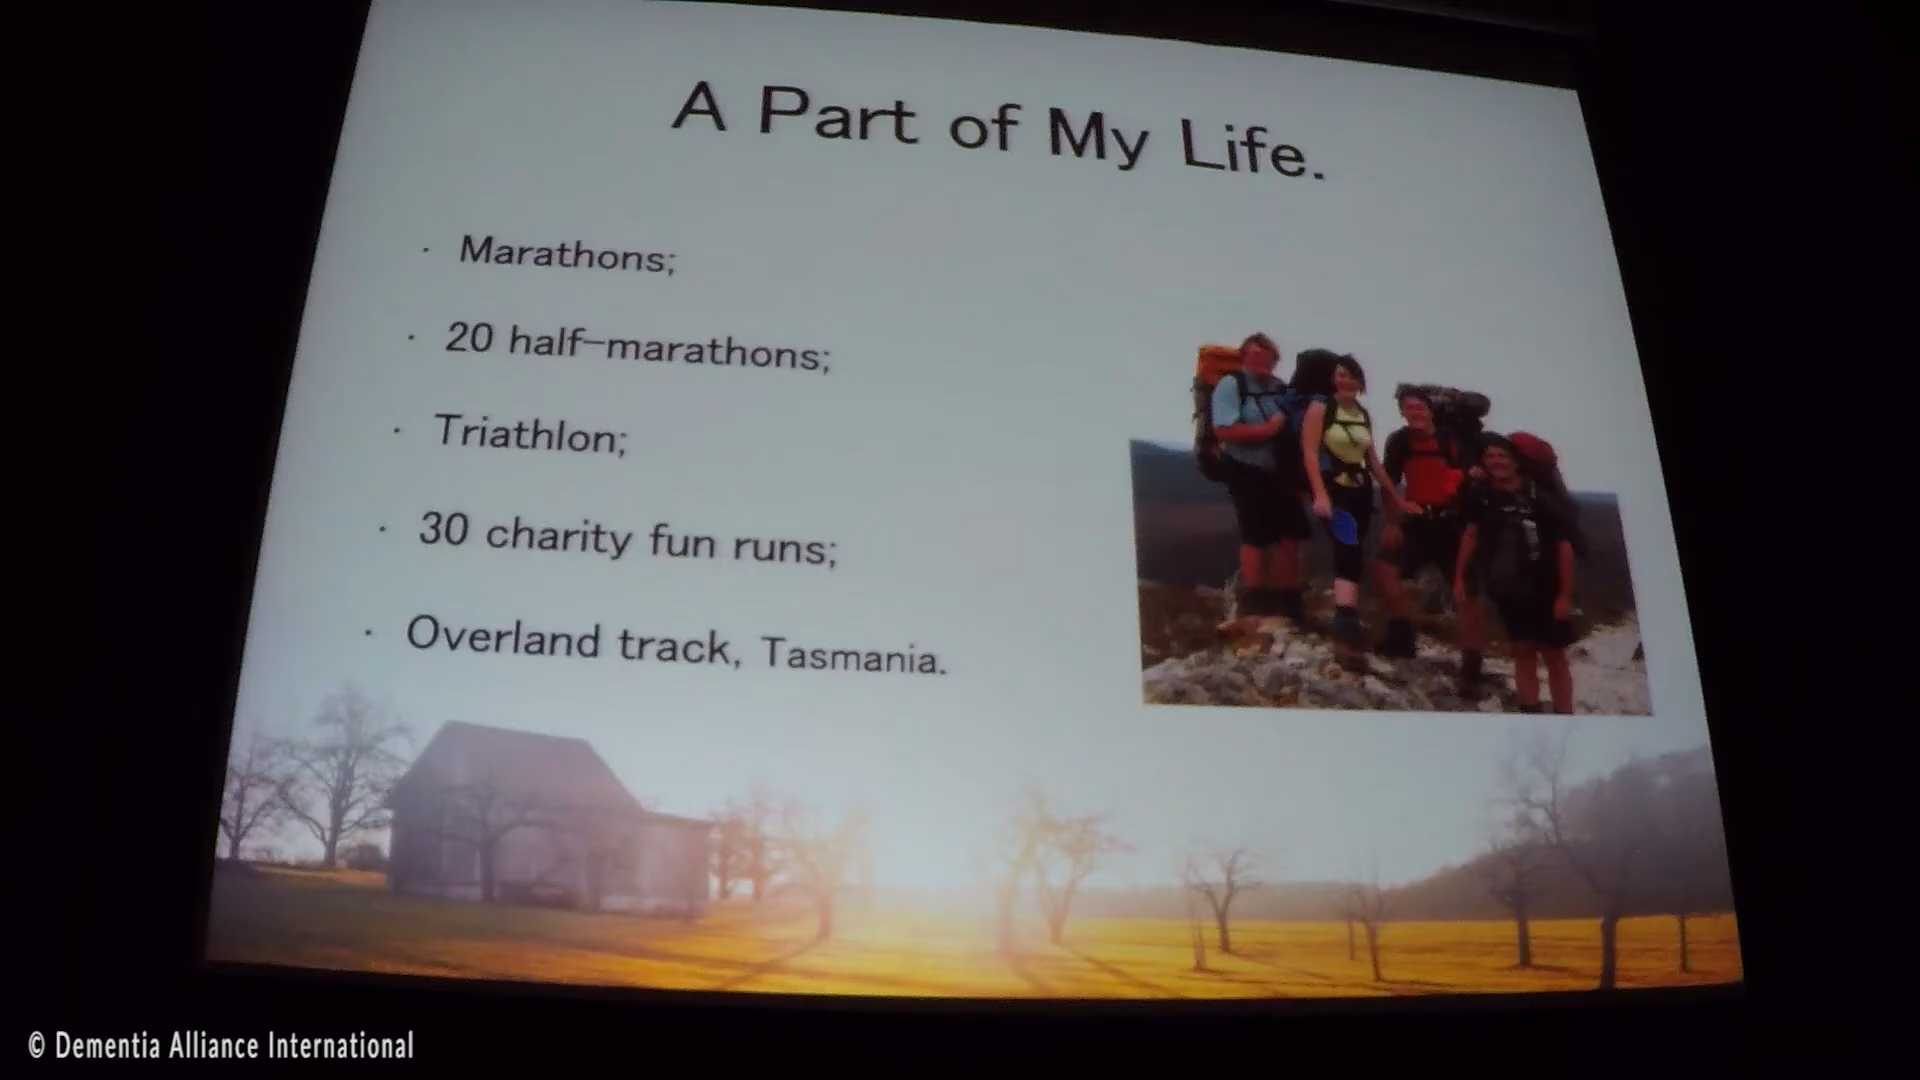 A Part of My Life.
· Marathons;
· 20 half-marathons;
· Triathlon;
· 30 charity fun runs;
· Overland track, Tasmania.
© Dementia Alliance International